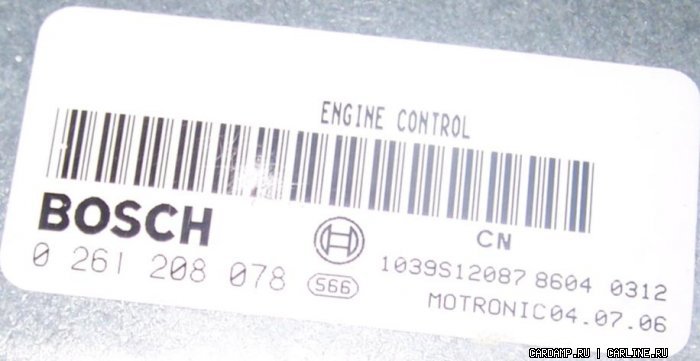 ENGINE CONTROL
BOSCH
CN
0 261 208 078
S66
1039S12087 8604 0312
MOTRONIC04.07.06
CARDAMP.RU | CARLINE.RU